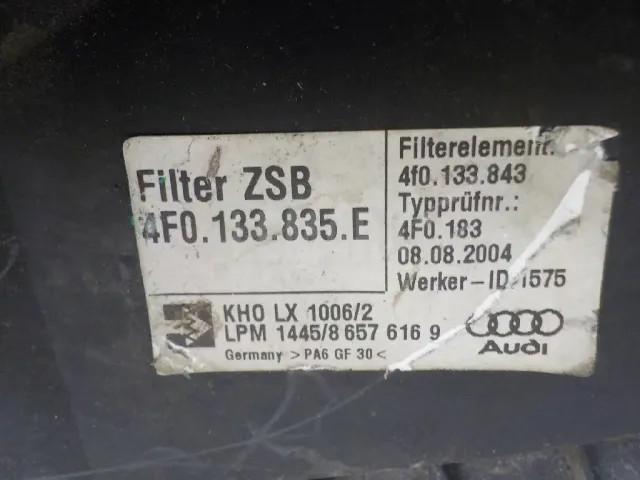 Filter ZSB
4F0.133.835.E
Filterelement:
4f0.133.843
Typprüfnr.:
4F0.183
08.08.2004
Werker-ID:1575
KHO LX 1006/2
LPM 1445/8 657 616 9
Germany >PA6 GF 30<
Audi